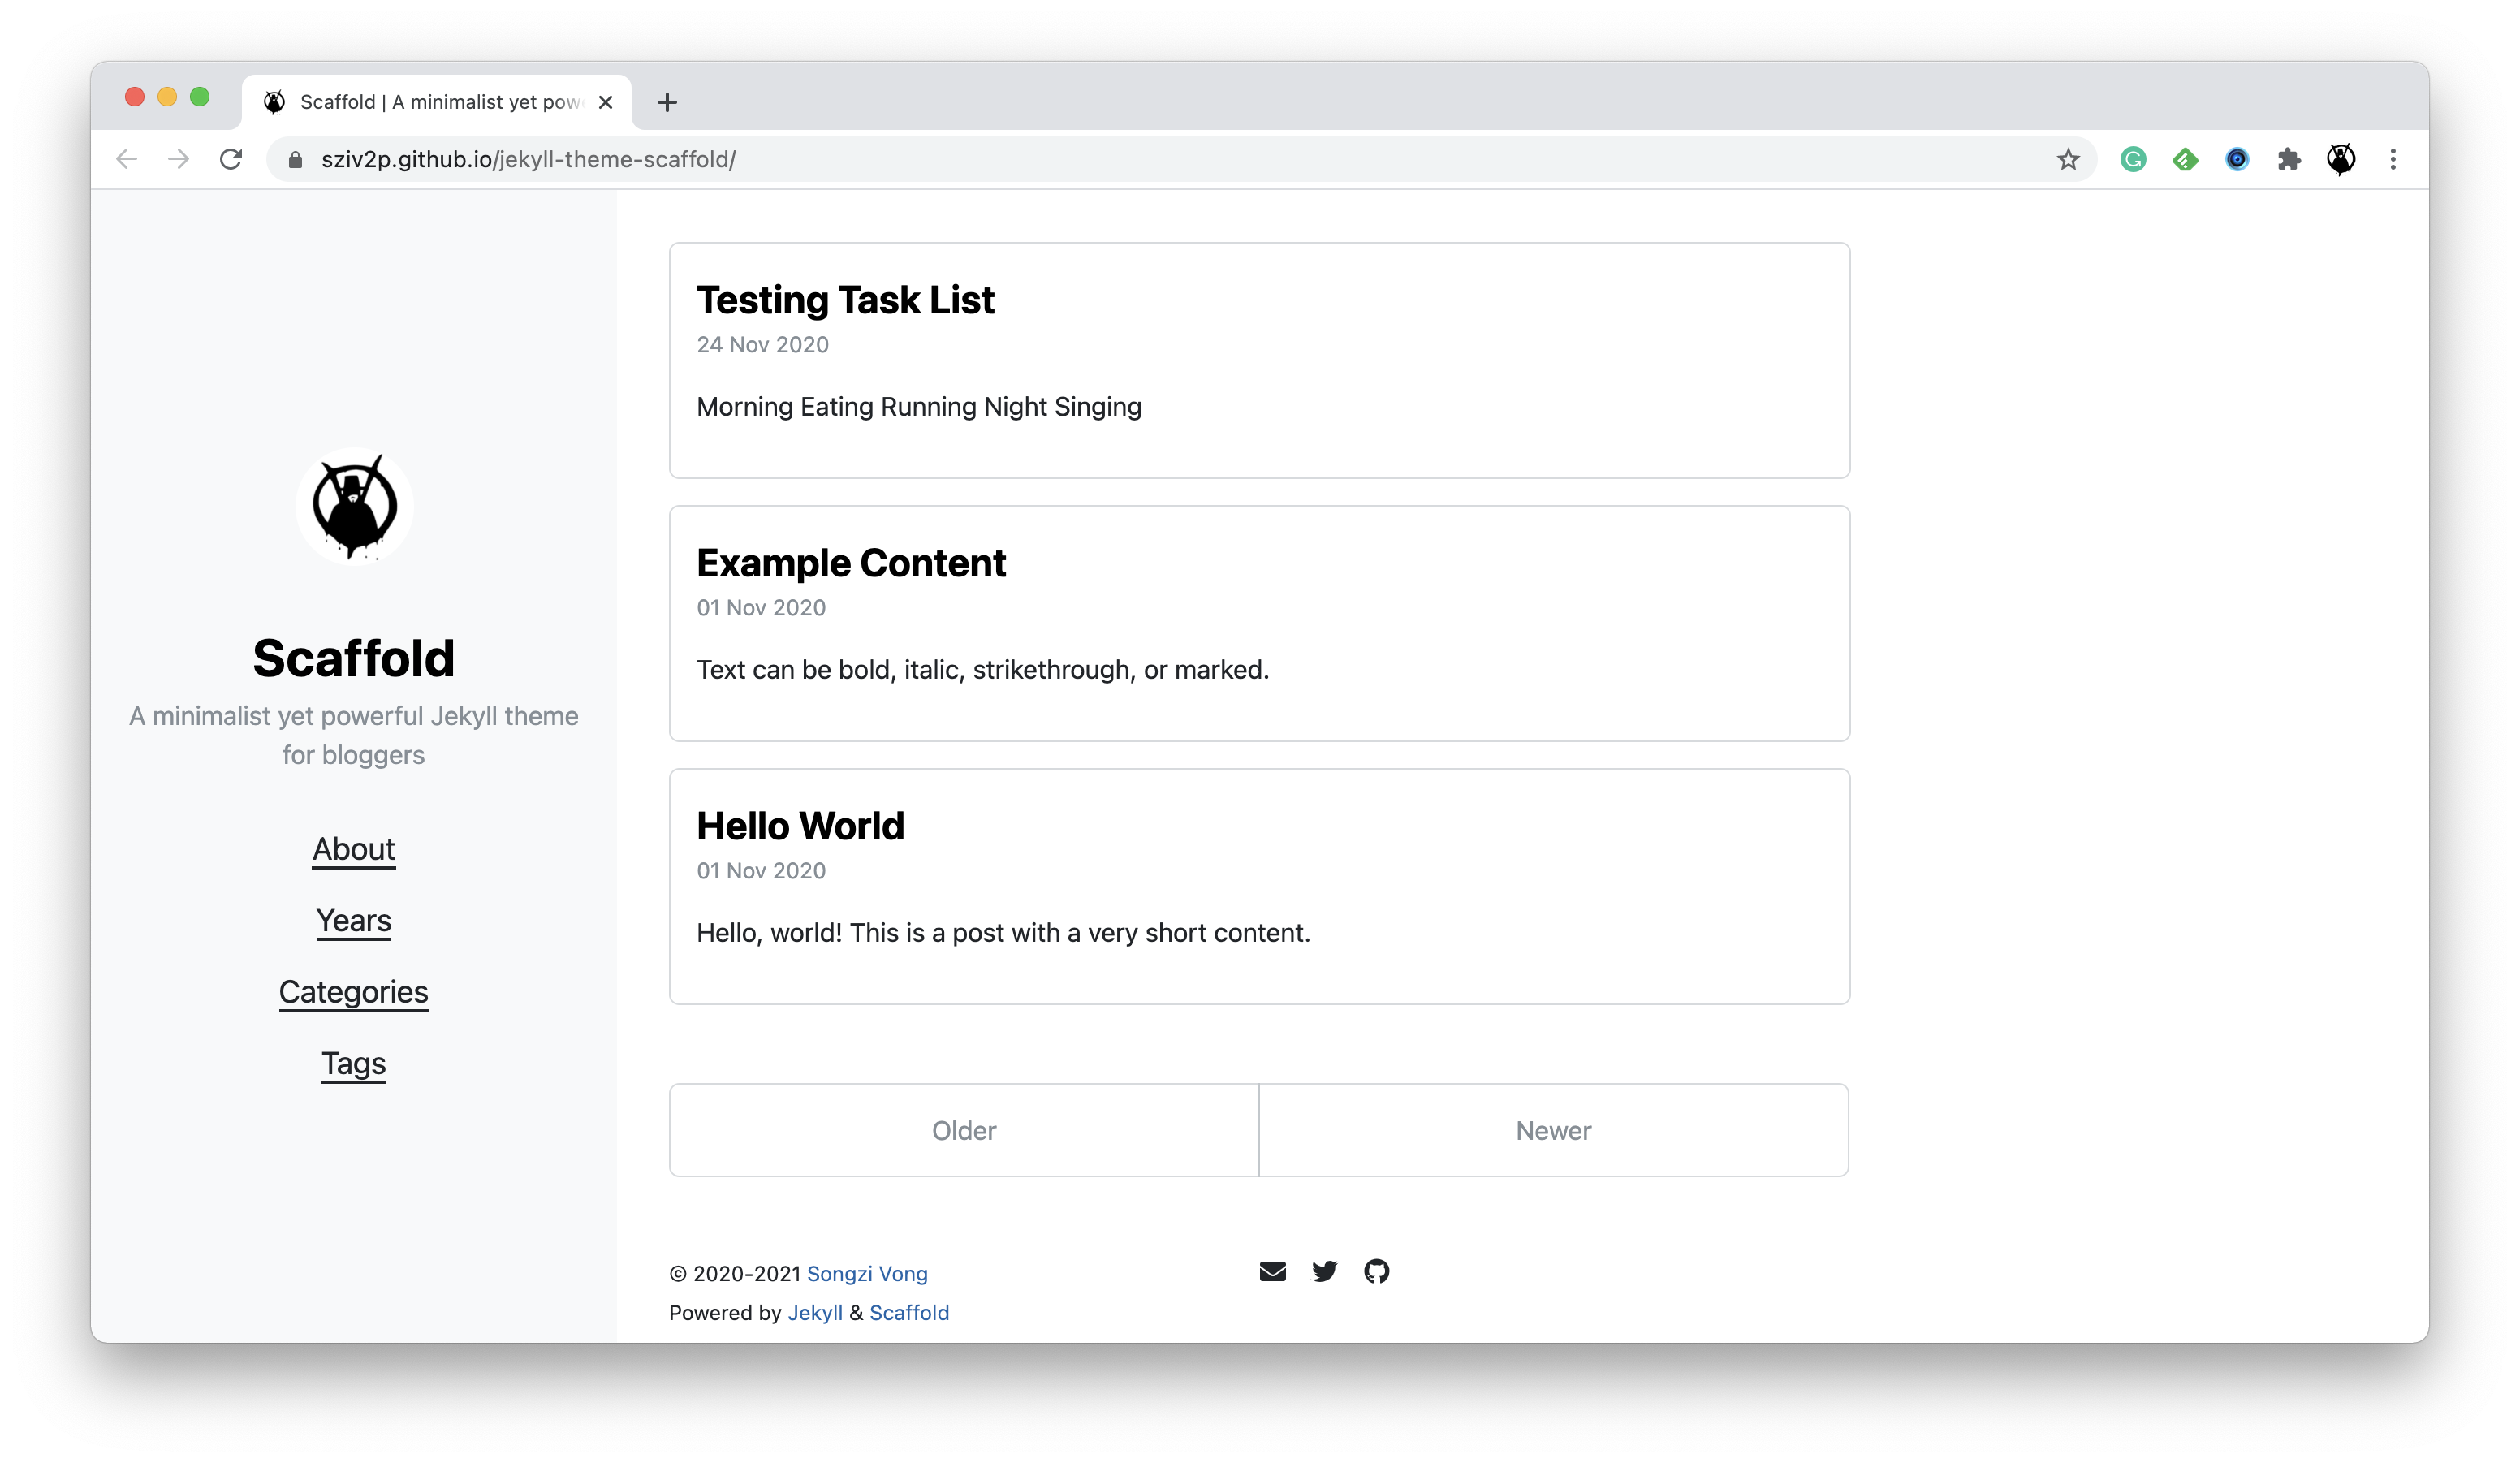 Scaffold | A minimalist yet pow
sziv2p.github.io/jekyll-theme-scaffold/
Scaffold
A minimalist yet powerful Jekyll theme
for bloggers
About
Years
Categories
Tags
Testing Task List
24 Nov 2020
Morning Eating Running Night Singing
Example Content
01 Nov 2020
Text can be bold, italic, strikethrough, or marked.
Hello World
01 Nov 2020
Hello, world! This is a post with a very short content.
Older
Newer
© 2020-2021 Songzi Vong
Powered by Jekyll & Scaffold